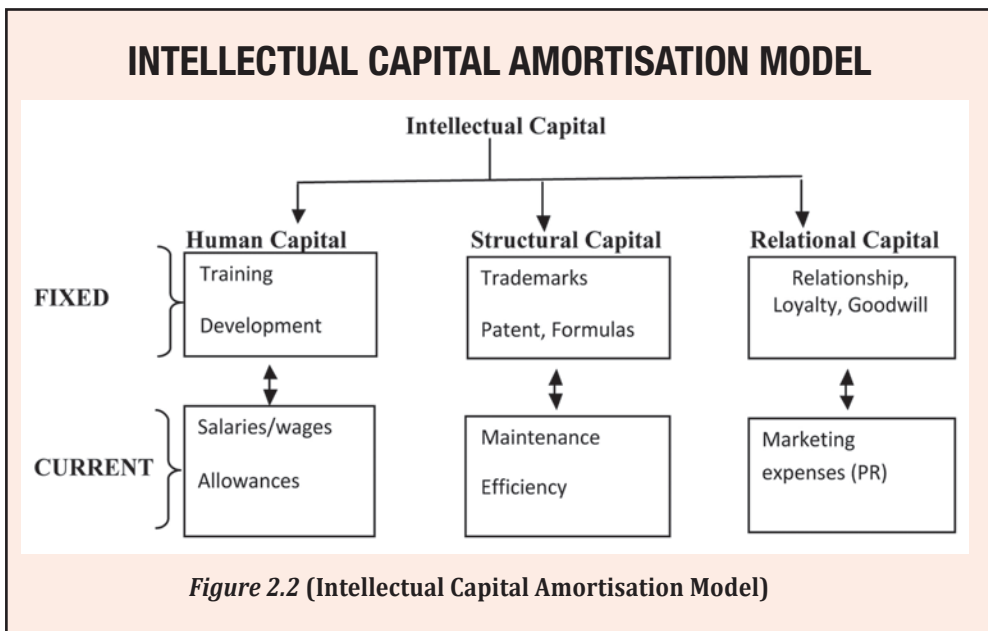 INTELLECTUAL CAPITAL AMORTISATION MODEL
Intellectual Capital
Human Capital
Structural Capital
Relational Capital
FIXED
Training
Development
Trademarks
Patent, Formulas
Relationship,
Loyalty, Goodwill
CURRENT
Salaries/wages
Allowances
Maintenance
Efficiency
Marketing
expenses (PR)
Figure 2.2 (Intellectual Capital Amortisation Model)